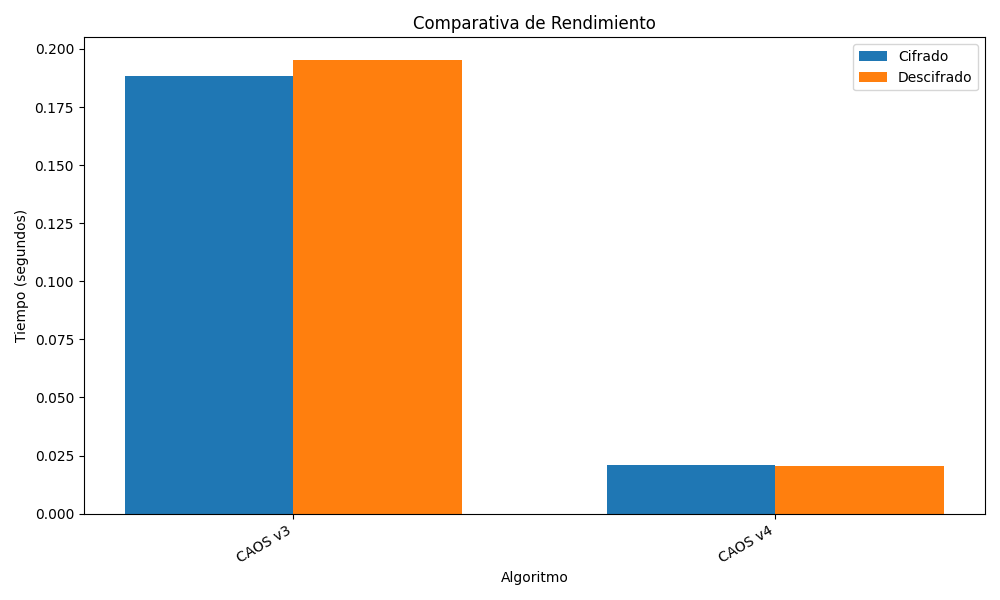 Comparativa de Rendimiento
Cifrado
Descifrado
0.200
0.175
0.150
0.125
0.100
0.075
0.050
0.025
0.000
Tiempo (segundos)
CAOS v3
CAOS v4
Algoritmo